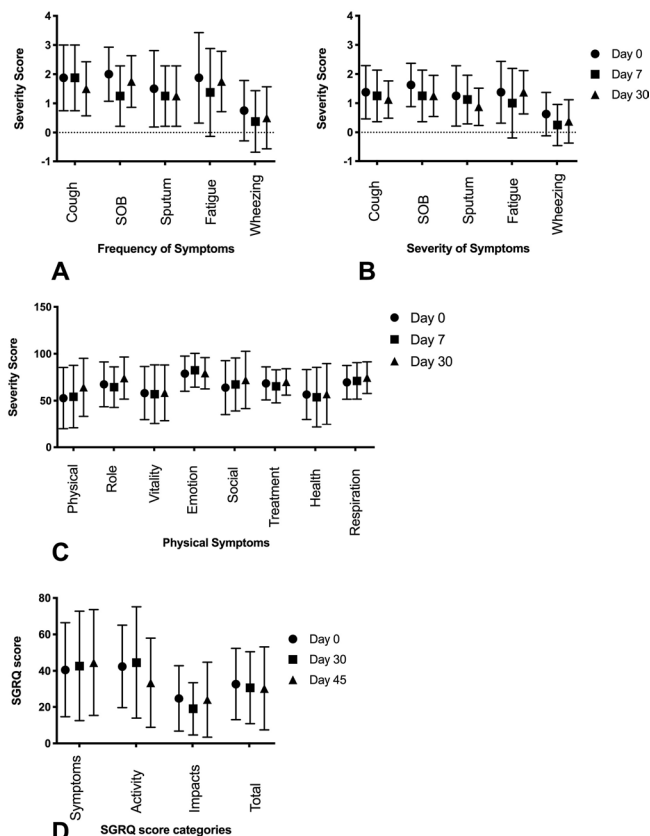 4
3
2
1
0
-1
Severity Score
Cough
SOB
Sputum
Fatigue
Wheezing
Frequency of Symptoms
A
4
3
2
1
0
-1
Severity Score
Cough
SOB
Sputum
Fatigue
Wheezing
Severity of Symptoms
B
Day 0
Day 7
Day 30
150
100
50
0
Severity Score
Physical
Role
Vitality
Emotion
Social
Treatment
Health
Respiration
Physical Symptoms
C
Day 0
Day 7
Day 30
80
60
40
20
0
SGRQ score
Symptoms
Activity
Impacts
Total
SGRQ score categories
D
Day 0
Day 30
Day 45